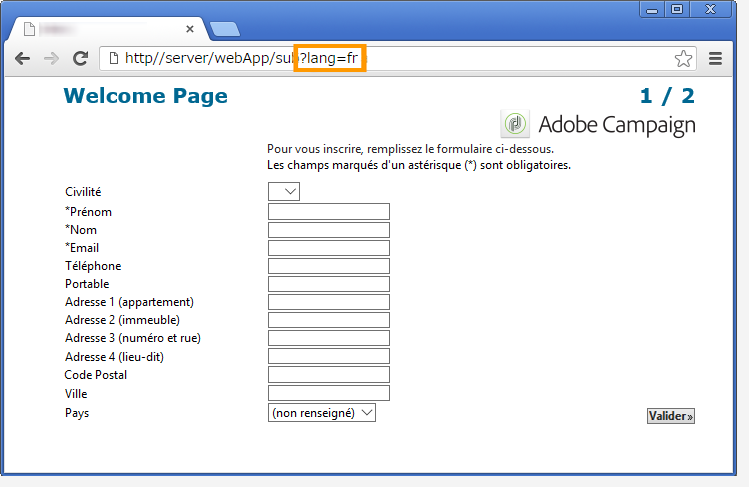 http//server/webApp/sub?lang=fr
Welcome Page 1 / 2
Adobe Campaign
Pour vous inscrire, remplissez le formulaire ci-dessous.
Les champs marqués d'un astérisque (*) sont obligatoires.
Civilité
*Prénom
*Nom
*Email
Téléphone
Portable
Adresse 1 (appartement)
Adresse 2 (immeuble)
Adresse 3 (numéro et rue)
Adresse 4 (lieu-dit)
Code Postal
Ville
Pays (non renseigné) Valider»